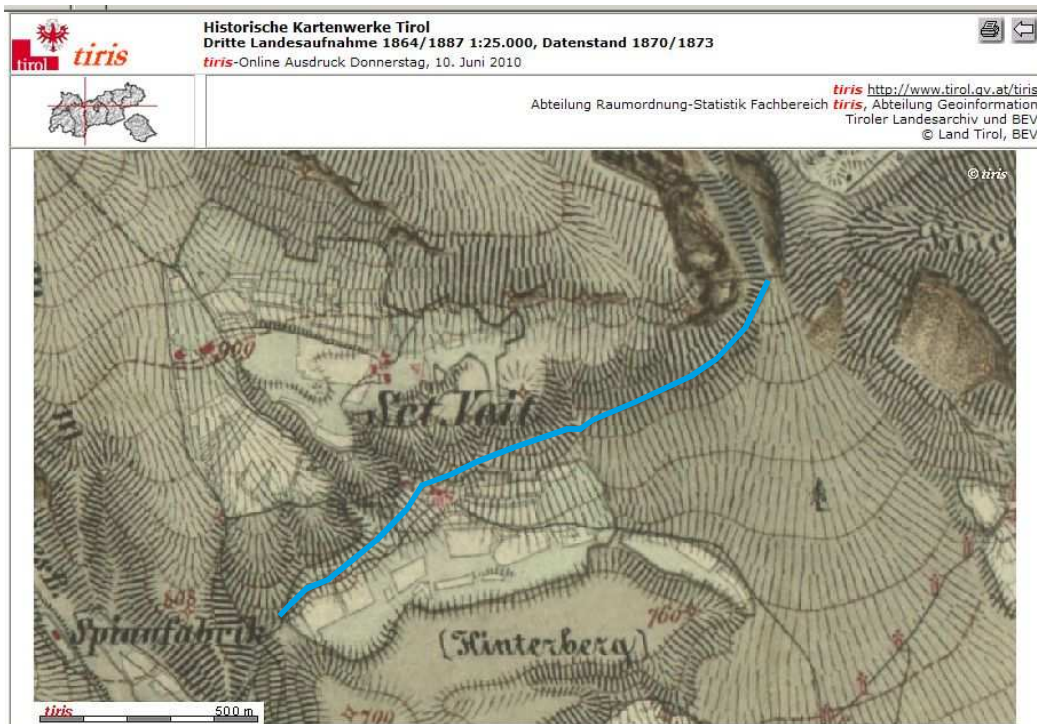 Historische Kartenwerke Tirol
Dritte Landesaufnahme 1864/1887 1:25.000, Datenstand 1870/1873
tiris-Online Ausdruck Donnerstag, 10. Juni 2010
tirol tiris
tiris http://www.tirol.gv.at/tiris
Abteilung Raumordnung-Statistik Fachbereich tiris, Abteilung Geoinformation
Tiroler Landesarchiv und BEV
© Land Tirol, BEV
© tiris
909
Sct. Veit
Spinnfabrik
(Hinterberg)
760
tiris 500 m